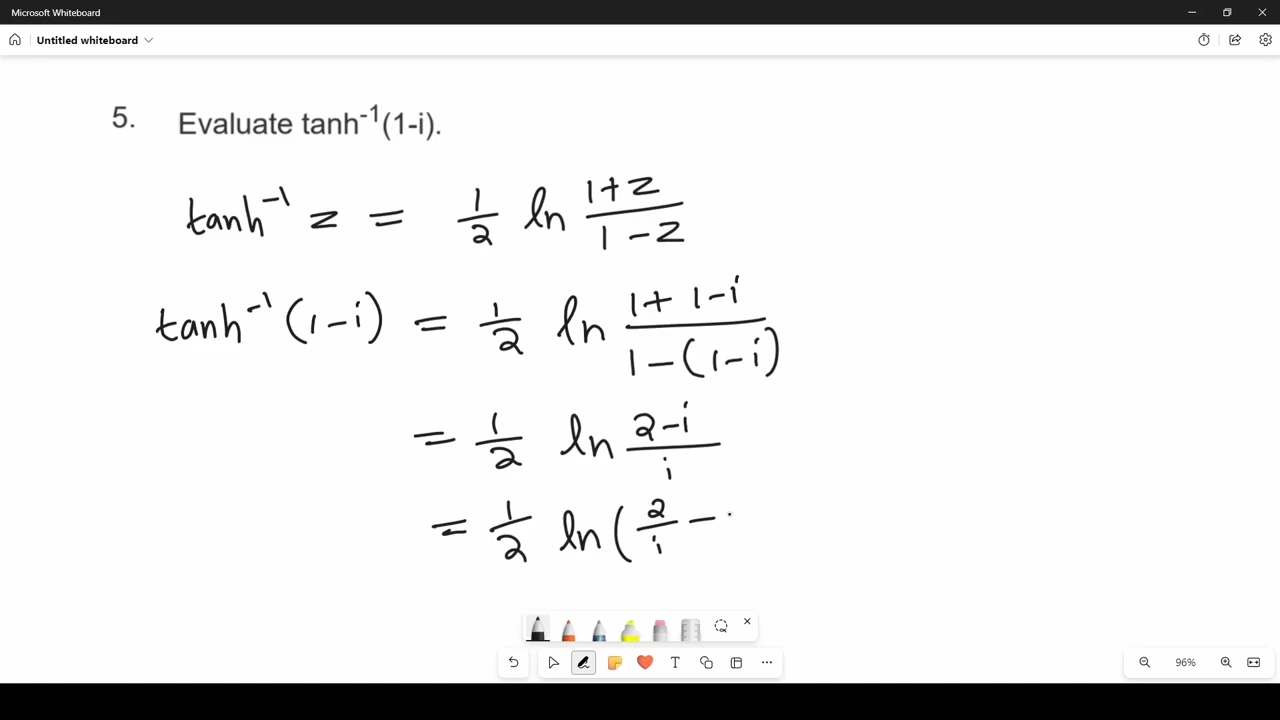 Microsoft Whiteboard
Untitled whiteboard
5. Evaluate tanh⁻¹(1-i).
tanh⁻¹ z = 1/2 ln (1+z)/(1-z)
tanh⁻¹ (1-i) = 1/2 ln (1+1-i)/(1-(1-i))
= 1/2 ln (2-i)/i
= 1/2 ln ( 2/i -
T
96%